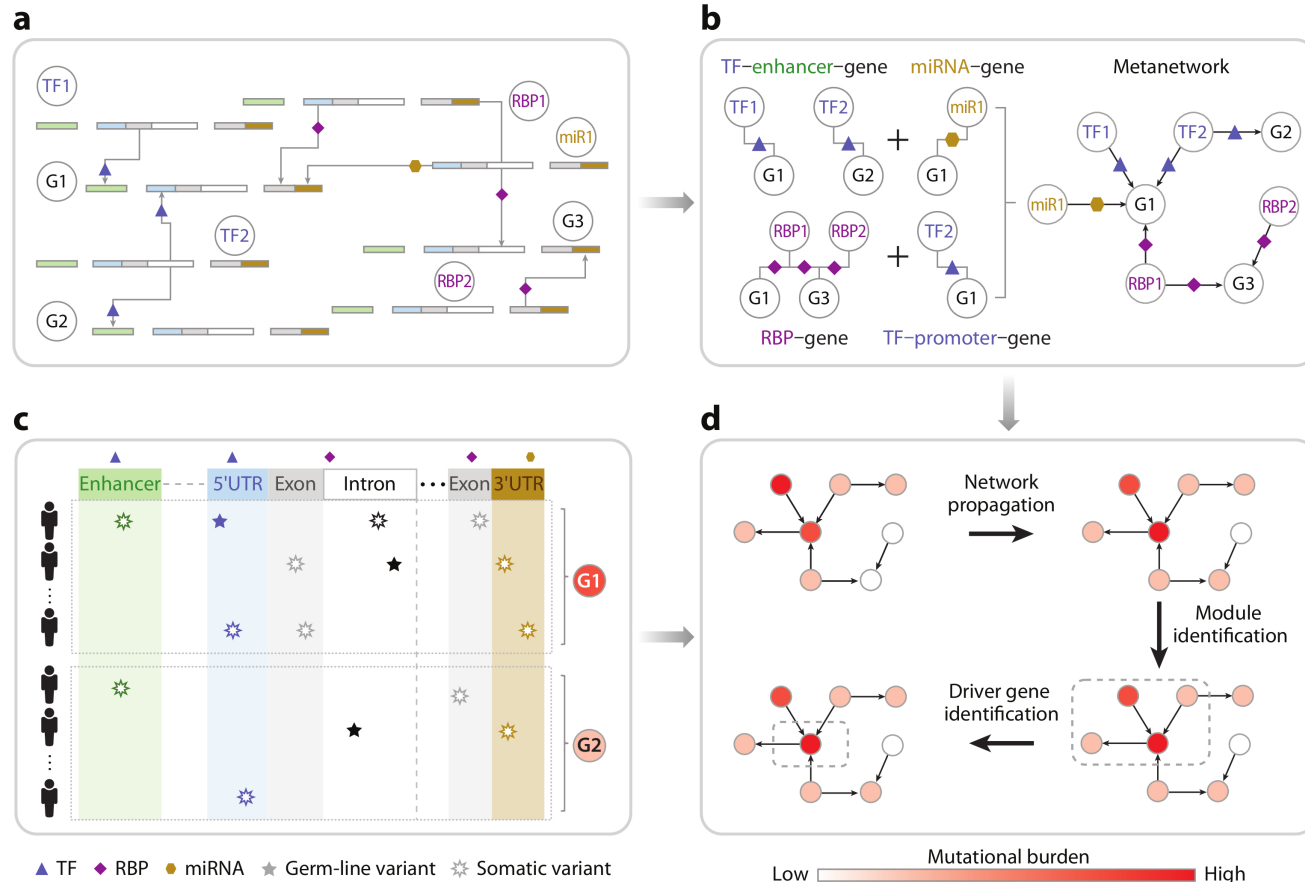 a
TF1
RBP1
miR1
G1
G3
TF2
RBP2
G2
b
TF–enhancer–gene
miRNA–gene
Metanetwork
TF1
TF2
miR1
+
G1
G2
G1
RBP1
RBP2
TF2
+
G1
G3
G1
RBP–gene
TF–promoter–gene
TF1
TF2
G2
miR1
G1
RBP2
RBP1
G3
c
Enhancer
5'UTR
Exon
Intron
Exon
3'UTR
G1
G2
TF
RBP
miRNA
Germ-line variant
Somatic variant
d
Network
propagation
Module
identification
Driver gene
identification
Mutational burden
Low
High